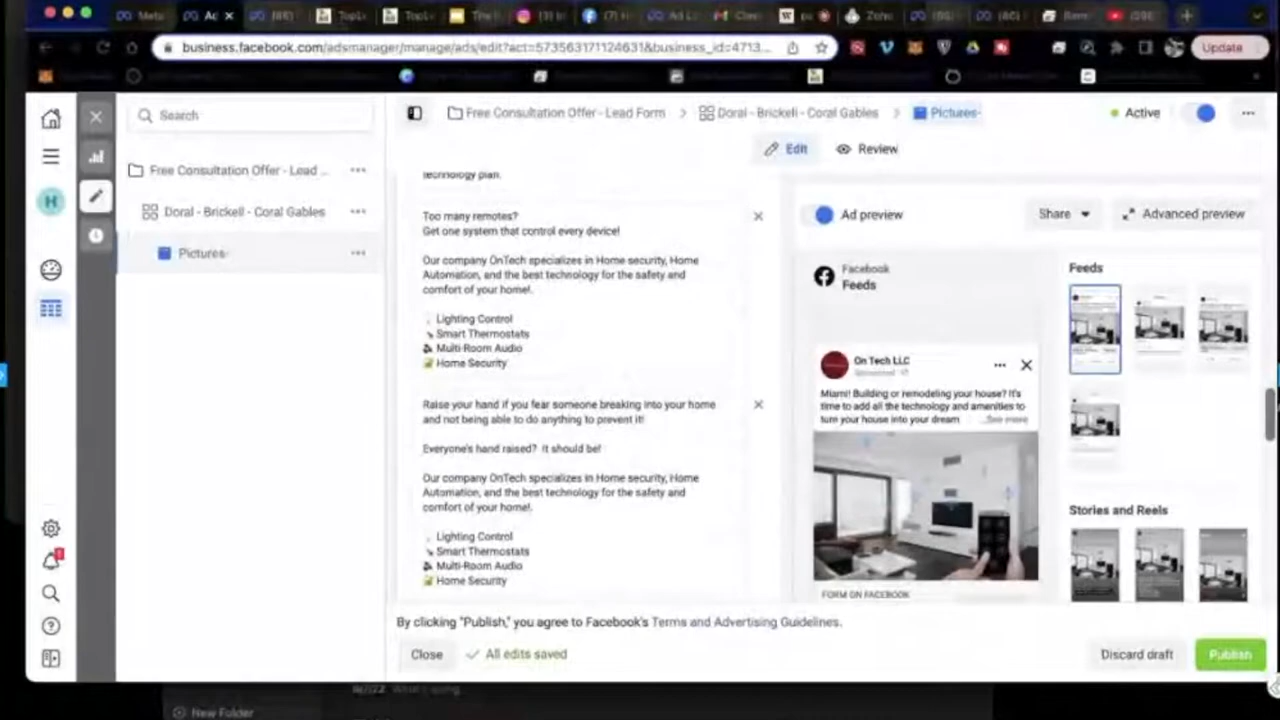 Meta
business.facebook.com/adsmanager/manage/ads/edit?act=573563171124631&business_id=4713...
Update
Search
Free Consultation Offer - Lead Form
Doral - Brickell - Coral Gables
Pictures-
Active
Edit
Review
H
Free Consultation Offer - Lead ...
Doral - Brickell - Coral Gables
Pictures-
technology plan.
Too many remotes?
Get one system that control every device!
Our company OnTech specializes in Home security, Home
Automation, and the best technology for the safety and
comfort of your home!.
Lighting Control
Smart Thermostats
Multi-Room Audio
Home Security
Raise your hand if you fear someone breaking into your home
and not being able to do anything to prevent it!
Everyone's hand raised? It should be!
Our company OnTech specializes in Home security, Home
Automation, and the best technology for the safety and
comfort of your home!.
Lighting Control
Smart Thermostats
Multi-Room Audio
Home Security
Ad preview
Share
Advanced preview
Facebook
Feeds
On Tech LLC
Sponsored
Miami! Building or remodeling your house? It's
time to add all the technology and amenities to
turn your house into your dream ...See more
FORM ON FACEBOOK
Feeds
Stories and Reels
By clicking "Publish," you agree to Facebook's Terms and Advertising Guidelines.
Close
All edits saved
Discard draft
Publish
New Folder